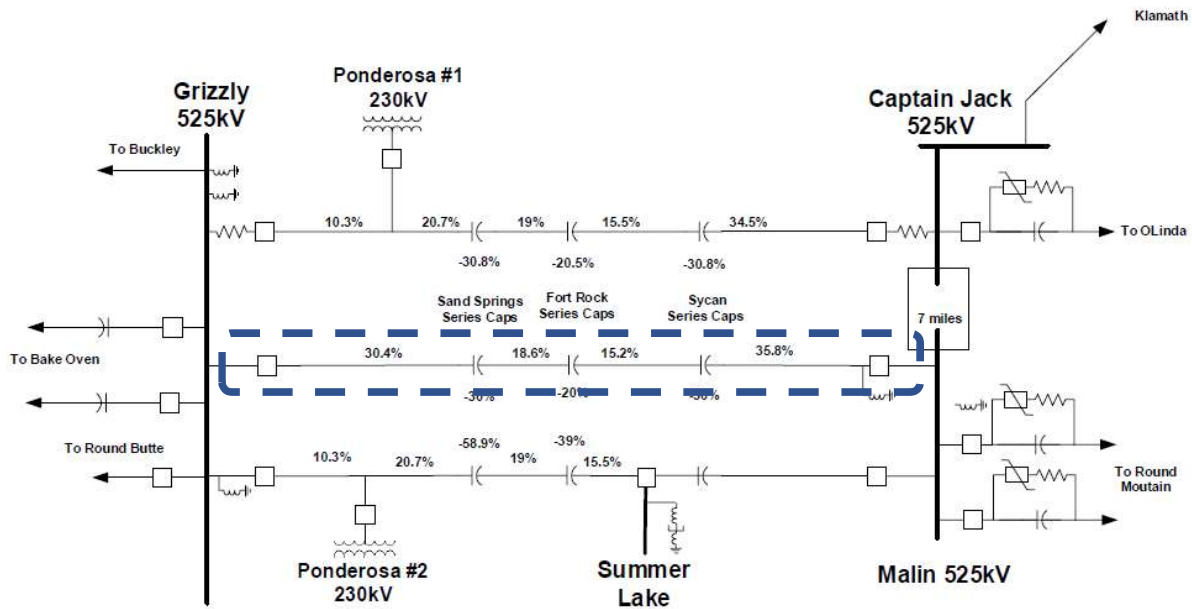 Klamath
Ponderosa #1
230kV
Grizzly
525kV
Captain Jack
525kV
To Buckley
10.3%
20.7%
19%
15.5%
34.5%
To OLinda
-30.8%
-20.5%
-30.8%
Sand Springs
Series Caps
Fort Rock
Series Caps
Sycan
Series Caps
7 miles
To Bake Oven
30.4%
18.6%
15.2%
35.8%
-30%
-20%
-30%
To Round Butte
10.3%
20.7%
-58.9%
19%
-39%
15.5%
To Round
Moutain
Ponderosa #2
230kV
Summer
Lake
Malin 525kV